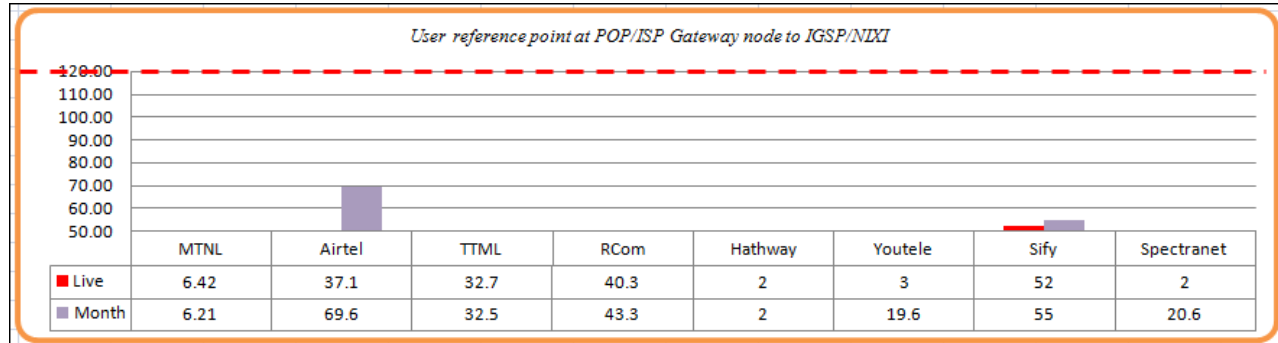 User reference point at POP/ISP Gateway node to IGSP/NIXI
120.00
110.00
100.00
90.00
80.00
70.00
60.00
50.00
MTNL Airtel TTML RCom Hathway Youtele Sify Spectranet
Live 6.42 37.1 32.7 40.3 2 3 52 2
Month 6.21 69.6 32.5 43.3 2 19.6 55 20.6